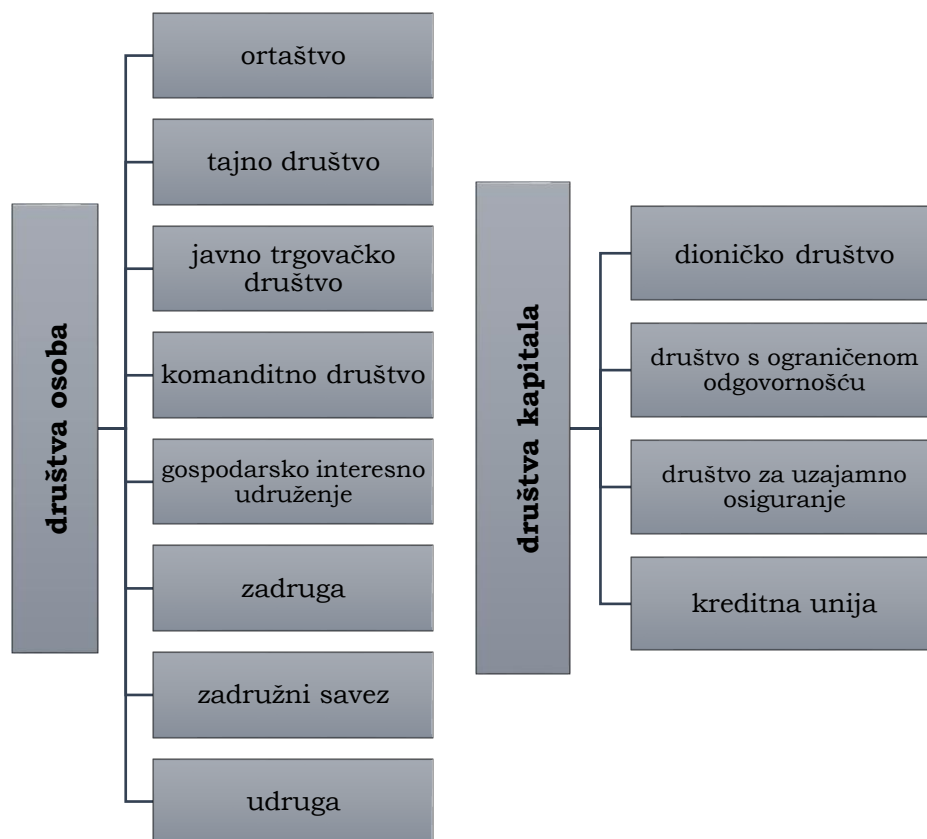 društva osoba
ortaštvo
tajno društvo
javno trgovačko
društvo
komanditno društvo
gospodarsko interesno
udruženje
zadruga
zadružni savez
udruga
društva kapitala
dioničko društvo
društvo s ograničenom
odgovornošću
društvo za uzajamno
osiguranje
kreditna unija